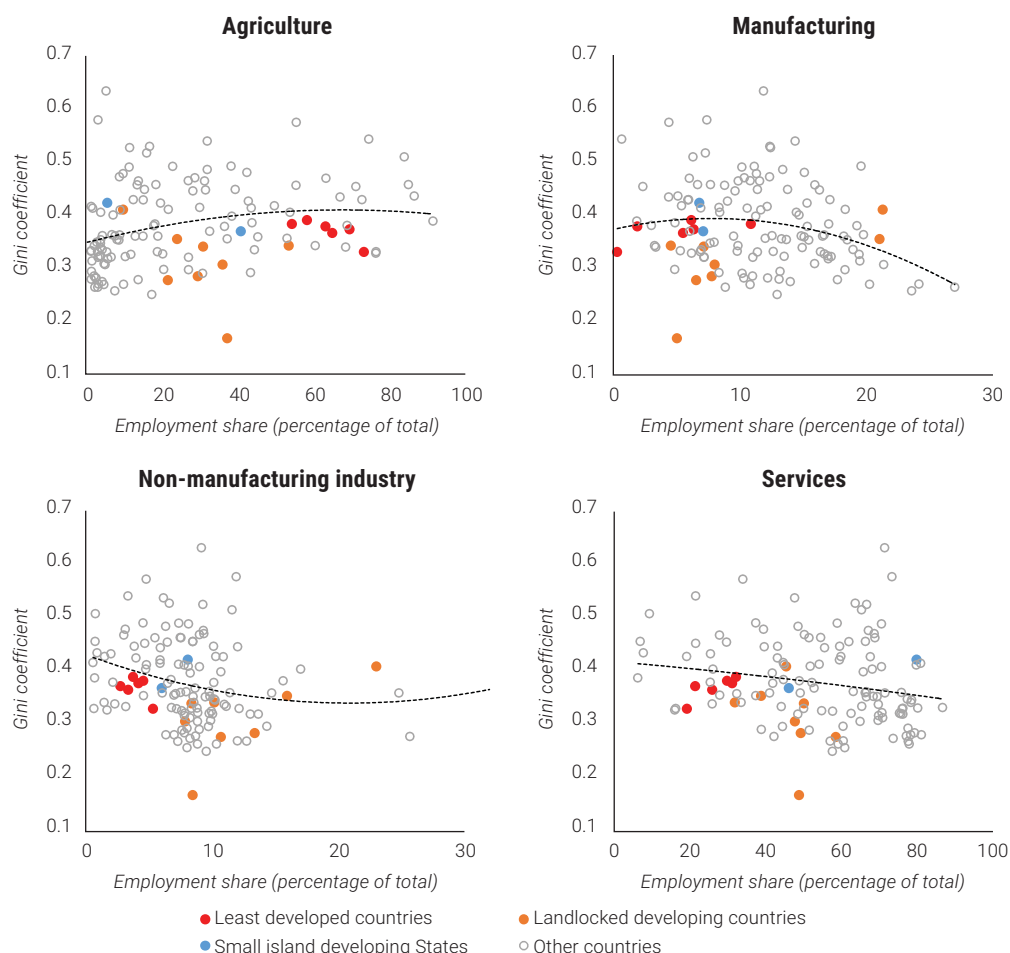 Agriculture
0.7
0.6
0.5
0.4
0.3
0.2
0.1
Gini coefficient
0 20 40 60 80 100
Employment share (percentage of total)
Manufacturing
0.7
0.6
0.5
0.4
0.3
0.2
0.1
Gini coefficient
0 10 20 30
Employment share (percentage of total)
Non-manufacturing industry
0.7
0.6
0.5
0.4
0.3
0.2
0.1
Gini coefficient
0 10 20 30
Employment share (percentage of total)
Services
0.7
0.6
0.5
0.4
0.3
0.2
0.1
Gini coefficient
0 20 40 60 80 100
Employment share (percentage of total)
Least developed countries
Landlocked developing countries
Small island developing States
Other countries